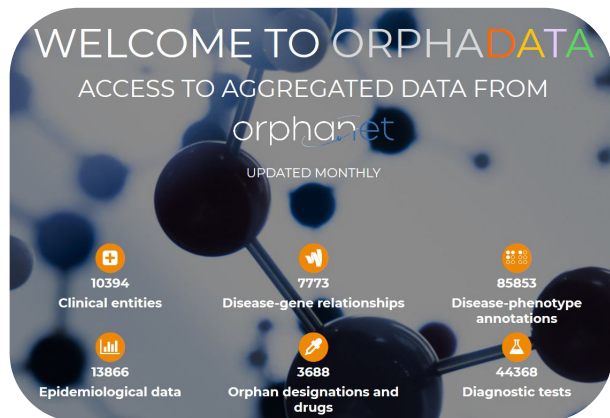 WELCOME TO ORPHADATA
ACCESS TO AGGREGATED DATA FROM
orphanet
UPDATED MONTHLY
10394
Clinical entities
7773
Disease-gene relationships
85853
Disease-phenotype
annotations
13866
Epidemiological data
3688
Orphan designations and
drugs
44368
Diagnostic tests